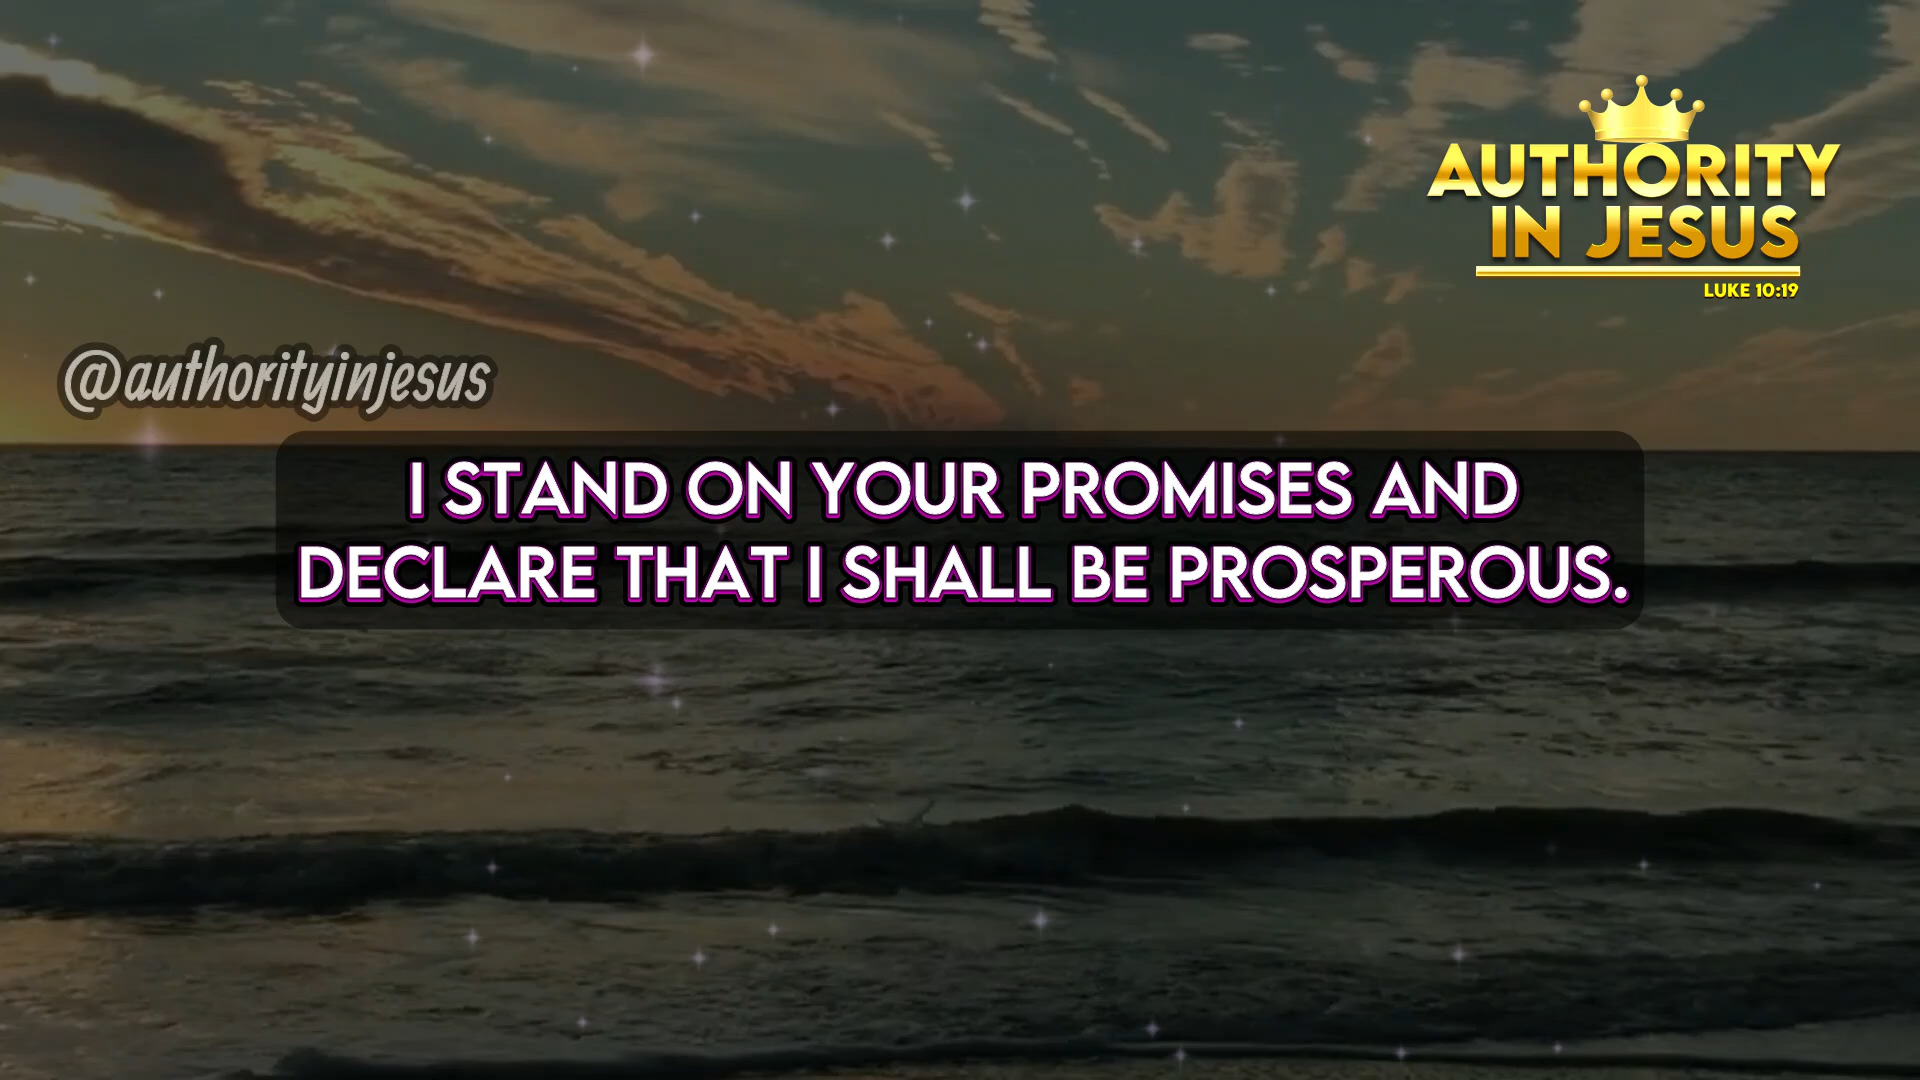 AUTHORITY
IN JESUS
LUKE 10:19
@authorityinjesus
I STAND ON YOUR PROMISES AND
DECLARE THAT I SHALL BE PROSPEROUS.